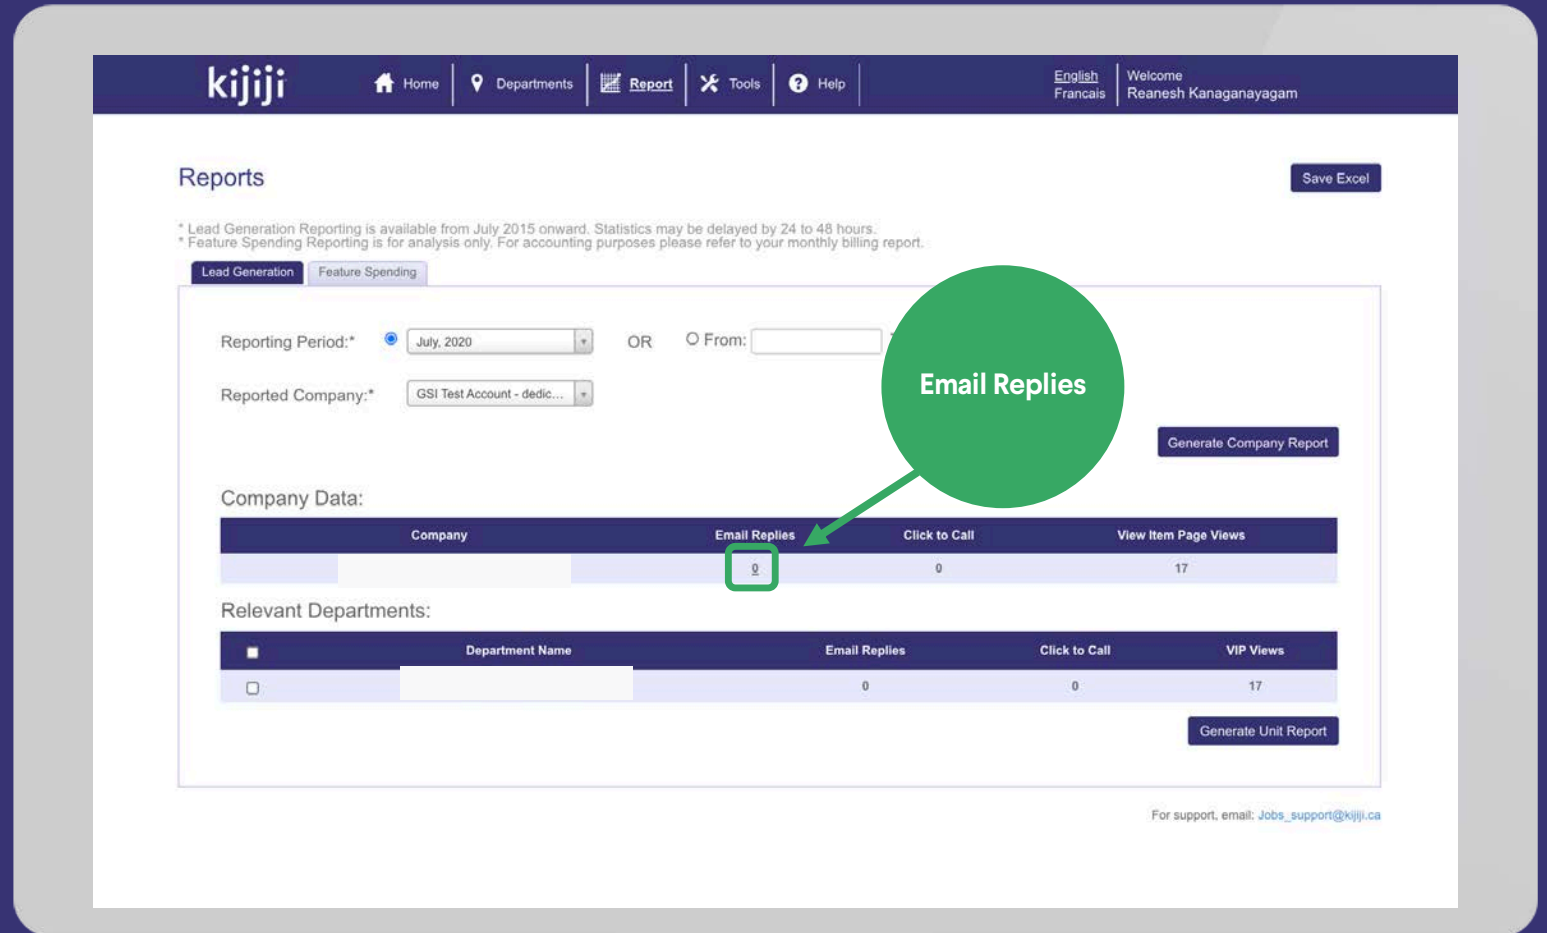 kijiji
Home
Departments
Report
Tools
Help
English
Francais
Welcome
Reanesh Kanaganayagam
Reports
Save Excel
* Lead Generation Reporting is available from July 2015 onward. Statistics may be delayed by 24 to 48 hours.
* Feature Spending Reporting is for analysis only. For accounting purposes please refer to your monthly billing report.
Lead Generation
Feature Spending
Reporting Period:*
July, 2020
OR
From:
Reported Company:*
GSI Test Account - dedic...
Email Replies
Generate Company Report
Company Data:
Company Email Replies Click to Call View Item Page Views
0 0 17
Relevant Departments:
Department Name Email Replies Click to Call VIP Views
0 0 17
Generate Unit Report
For support, email: Jobs_support@kijiji.ca